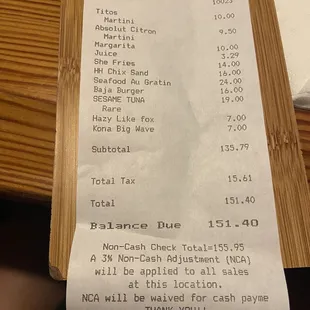 10023
Titos
Martini 10.00
Absolut Citron
Martini 9.50
Margarita 10.00
Juice 3.29
She Fries 14.00
HH Chix Sand 16.00
Seafood Au Gratin 24.00
Baja Burger 16.00
SESAME TUNA 19.00
Rare
Hazy Like fox 7.00
Kona Big Wave 7.00
Subtotal 135.79
Total Tax 15.61
Total 151.40
Balance Due 151.40
Non-Cash Check Total=155.95
A 3% Non-Cash Adjustment (NCA)
will be applied to all sales
at this location.
NCA will be waived for cash payme
THANK YOU!!